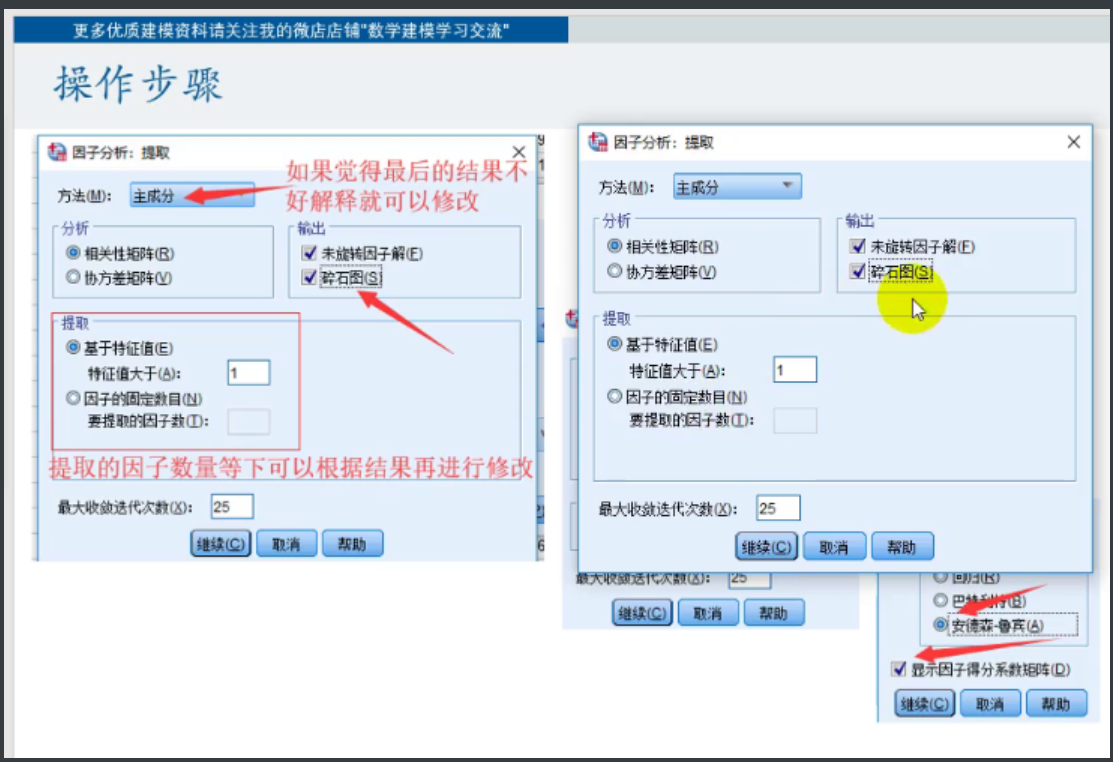 更多优质建模资料请关注我的微店店铺"数学建模学习交流"
操作步骤
因子分析：提取
如果觉得最后的结果不
好解释就可以修改
方法(M)： 主成分
分析
相关性矩阵(R)
协方差矩阵(V)
输出
未旋转因子解(F)
碎石图(S)
提取
基于特征值(E)
特征值大于(A)： 1
因子的固定数目(N)
要提取的因子数(T)：
提取的因子数量等下可以根据结果再进行修改
最大收敛迭代次数(X)： 25
继续(C) 取消 帮助
因子分析：提取
方法(M)： 主成分
分析
相关性矩阵(R)
协方差矩阵(V)
输出
未旋转因子解(F)
碎石图(S)
提取
基于特征值(E)
特征值大于(A)： 1
因子的固定数目(N)
要提取的因子数(T)：
最大收敛迭代次数(X)： 25
继续(C) 取消 帮助
最大收敛迭代次数(X)： 25
继续(C) 取消 帮助
回归(R)
巴特利特(B)
安德森-鲁宾(A)
显示因子得分系数矩阵(D)
继续(C) 取消 帮助